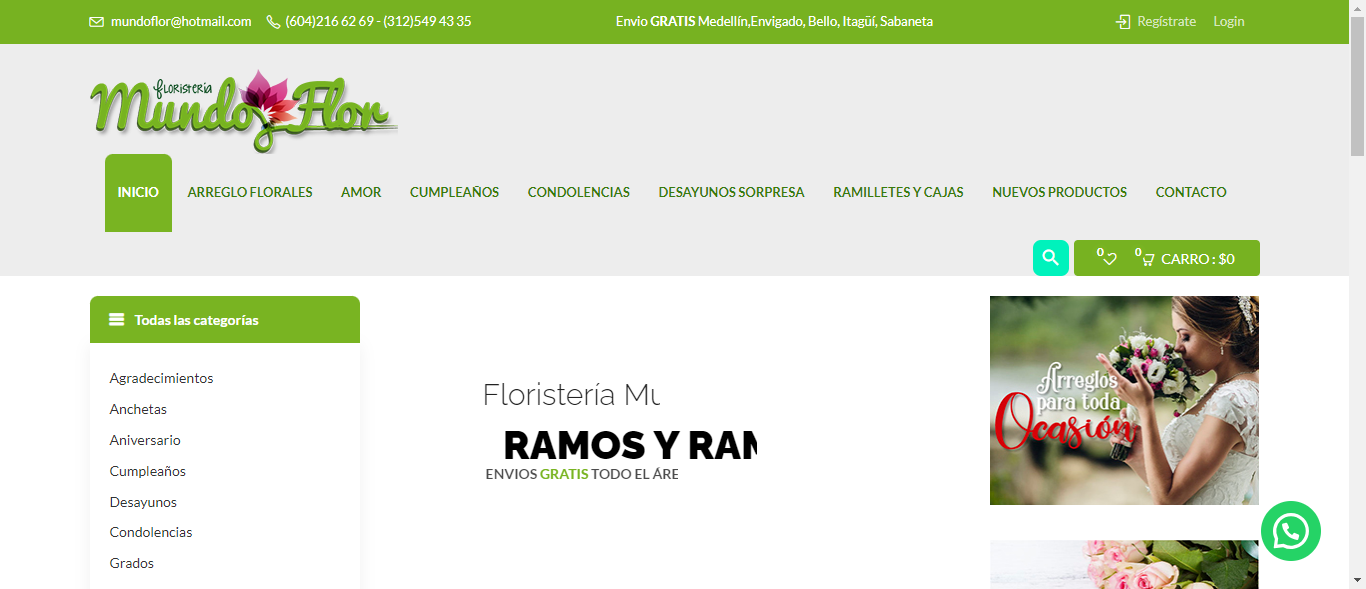 mundoflor@hotmail.com (604)216 62 69 - (312)549 43 35 Envio GRATIS Medellín,Envigado, Bello, Itagüí, Sabaneta Regístrate Login
floristería
Mundo Flor
INICIO ARREGLO FLORALES AMOR CUMPLEAÑOS CONDOLENCIAS DESAYUNOS SORPRESA RAMILLETES Y CAJAS NUEVOS PRODUCTOS CONTACTO
0 0 CARRO : $0
Todas las categorías
Agradecimientos
Anchetas
Aniversario
Cumpleaños
Desayunos
Condolencias
Grados
Floristería Mu
RAMOS Y RAM
ENVIOS GRATIS TODO EL ÁRE
Arreglos
para toda
Ocasión